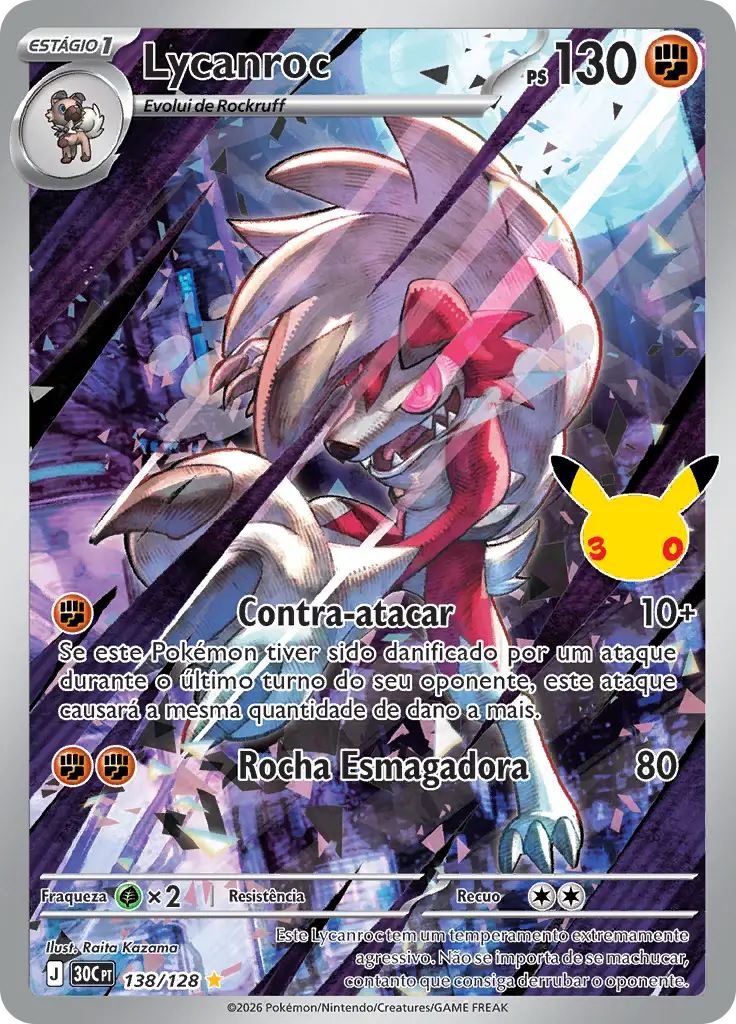 ESTÁGIO 1
Lycanroc
PS 130
Evolui de Rockruff
30
Contra-atacar 10+
Se este Pokémon tiver sido danificado por um ataque
durante o último turno do seu oponente, este ataque
causará a mesma quantidade de dano a mais.
Rocha Esmagadora 80
Fraqueza ×2 Resistência Recuo
Ilust. Raita Kazama
J 30C PT 138/128
Este Lycanroc tem um temperamento extremamente
agressivo. Não se importa de se machucar,
contanto que consiga derrubar o oponente.
©2026 Pokémon/Nintendo/Creatures/GAME FREAK